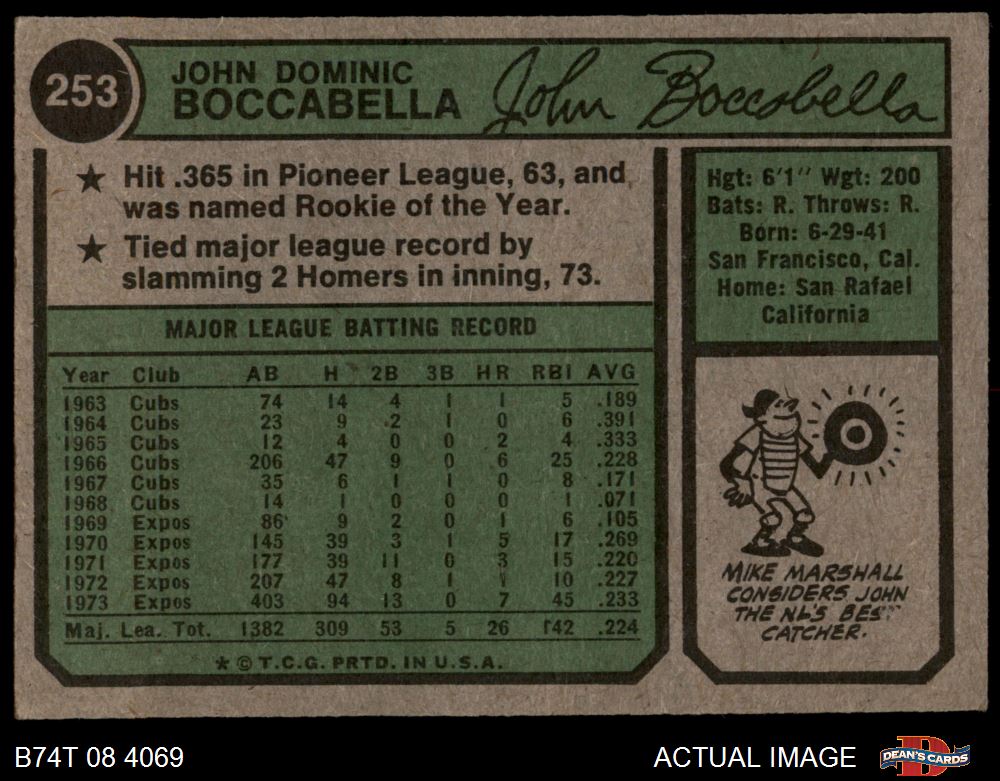 253
JOHN DOMINIC
BOCCABELLA
John Boccabella
★ Hit .365 in Pioneer League, 63, and
was named Rookie of the Year.
★ Tied major league record by
slamming 2 Homers in inning, 73.
Hgt: 6'1" Wgt: 200
Bats: R. Throws: R.
Born: 6-29-41
San Francisco, Cal.
Home: San Rafael
California
MAJOR LEAGUE BATTING RECORD
Year Club AB H 2B 3B HR RBI AVG
1963 Cubs 74 14 4 1 1 5 .189
1964 Cubs 23 9 2 1 0 6 .391
1965 Cubs 12 4 0 0 2 4 .333
1966 Cubs 206 47 9 0 6 25 .228
1967 Cubs 35 6 1 1 0 8 .171
1968 Cubs 14 1 0 0 0 1 .071
1969 Expos 86 9 2 0 1 6 .105
1970 Expos 145 39 3 1 5 17 .269
1971 Expos 177 39 11 0 3 15 .220
1972 Expos 207 47 8 1 1 10 .227
1973 Expos 403 94 13 0 7 45 .233
Maj. Lea. Tot. 1382 309 53 5 26 142 .224
★ © T.C.G. PRTD. IN U.S.A.
MIKE MARSHALL
CONSIDERS JOHN
THE NL'S BEST
CATCHER.
B74T 08 4069
ACTUAL IMAGE
DEAN'S CARDS